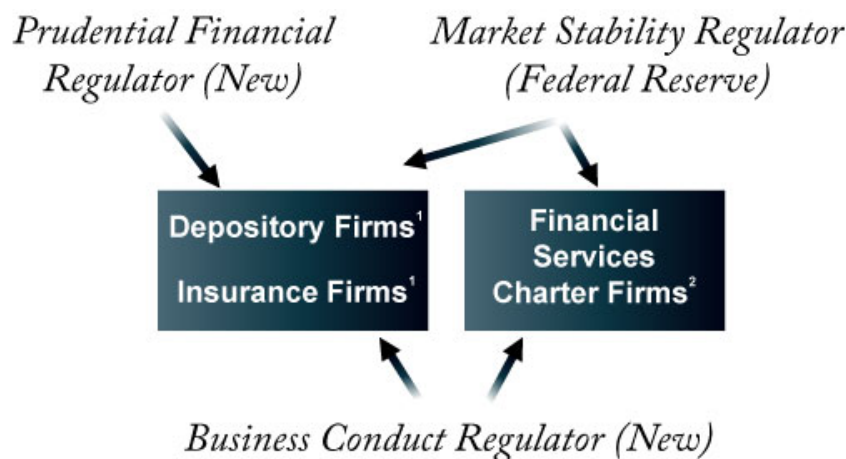 Prudential Financial
Regulator (New)
Market Stability Regulator
(Federal Reserve)
Depository Firms¹
Insurance Firms¹
Financial
Services
Charter Firms²
Business Conduct Regulator (New)